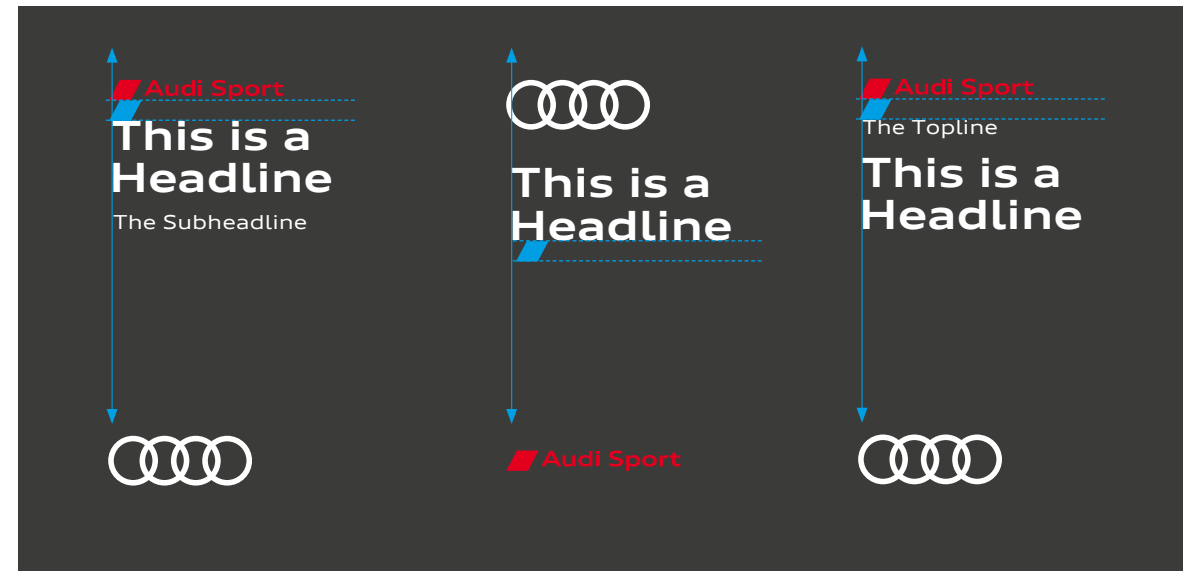 Audi Sport
This is a
Headline
The Subheadline
This is a
Headline
Audi Sport
Audi Sport
The Topline
This is a
Headline